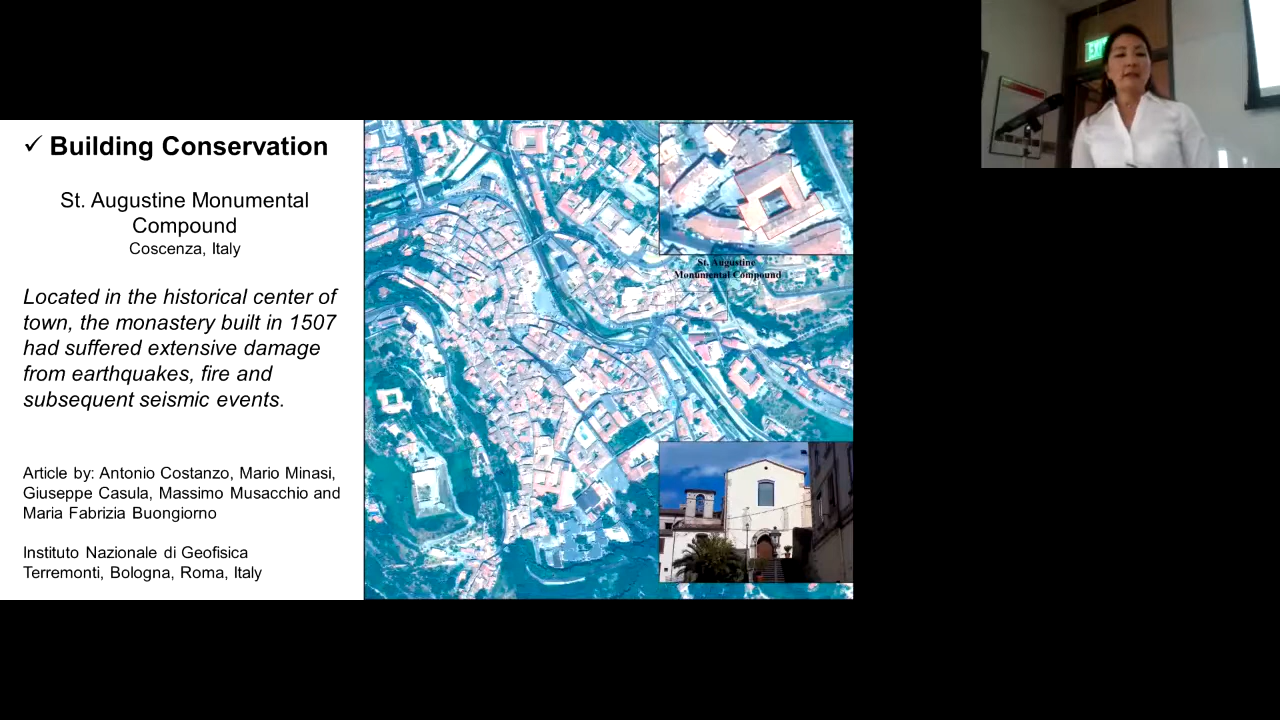 ✓ Building Conservation
St. Augustine Monumental
Compound
Coscenza, Italy
Located in the historical center of
town, the monastery built in 1507
had suffered extensive damage
from earthquakes, fire and
subsequent seismic events.
Article by: Antonio Costanzo, Mario Minasi,
Giuseppe Casula, Massimo Musacchio and
Maria Fabrizia Buongiorno
Instituto Nazionale di Geofisica
Terremonti, Bologna, Roma, Italy
St. Augustine
Monumental Compound